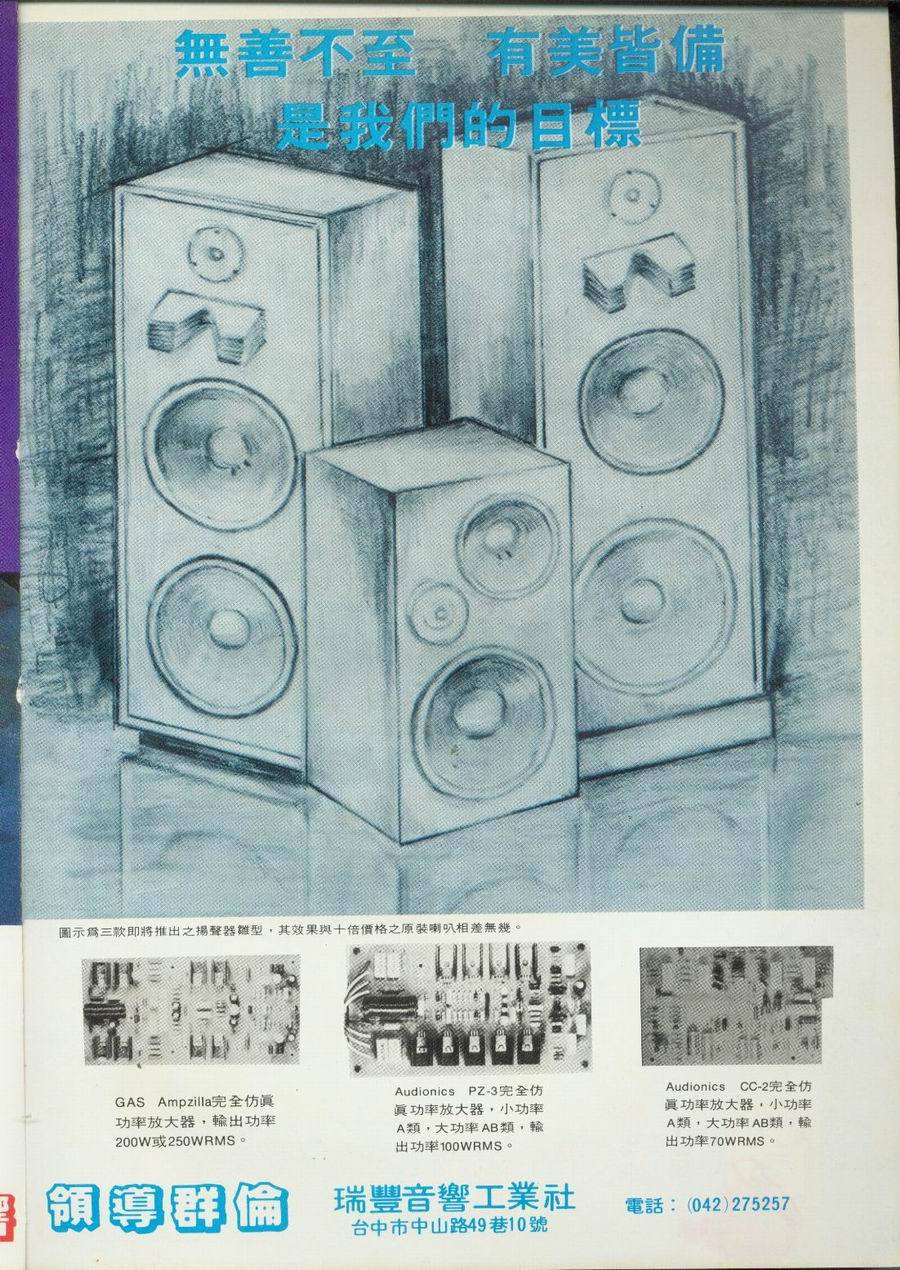 無善不至　有美皆備
是我們的目標
圖示爲三款即將推出之揚聲器雛型，其效果與十倍價格之原裝喇叭相差無幾。
GAS Ampzilla完全仿眞
功率放大器，輸出功率
200W或250WRMS。
Audionics PZ-3完全仿
眞功率放大器，小功率
A類，大功率AB類，輸
出功率100WRMS。
Audionics CC-2完全仿
眞功率放大器，小功率
A類，大功率AB類，輸
出功率70WRMS。
領導群倫
瑞豐音響工業社
台中市中山路49巷10號
電話：(042)275257